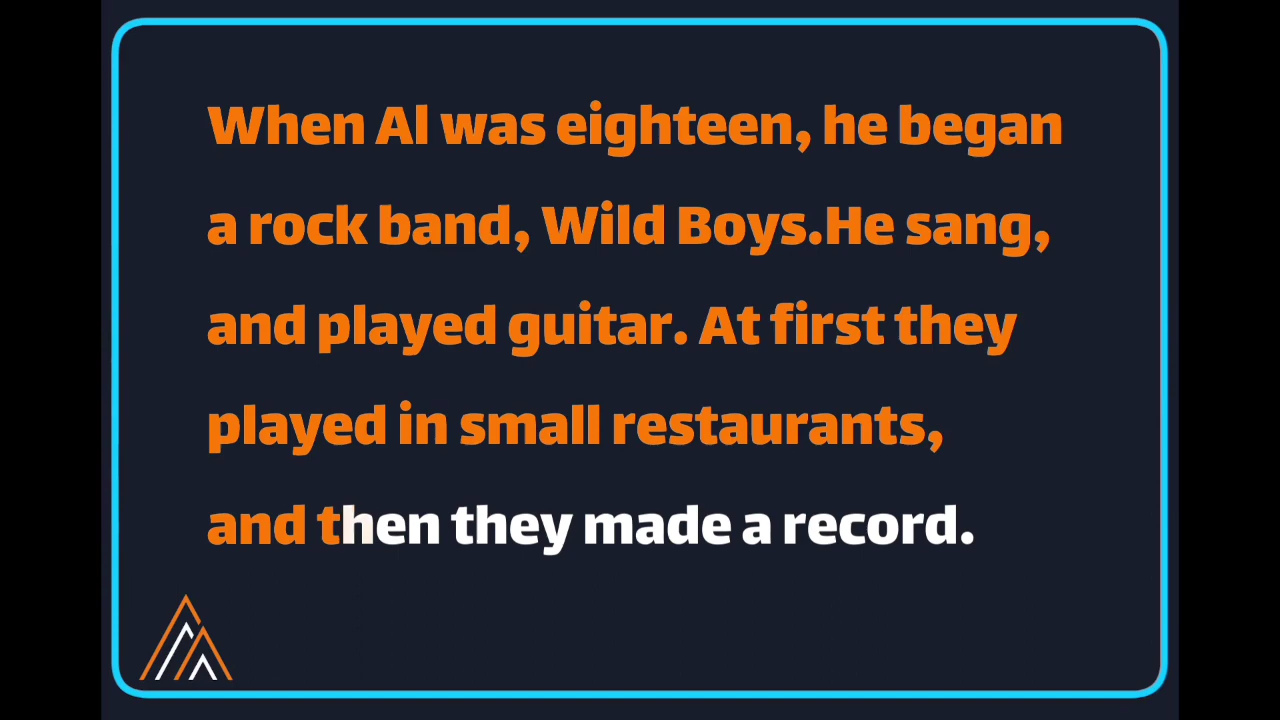 When Al was eighteen, he began
a rock band, Wild Boys.He sang,
and played guitar. At first they
played in small restaurants,
and then they made a record.